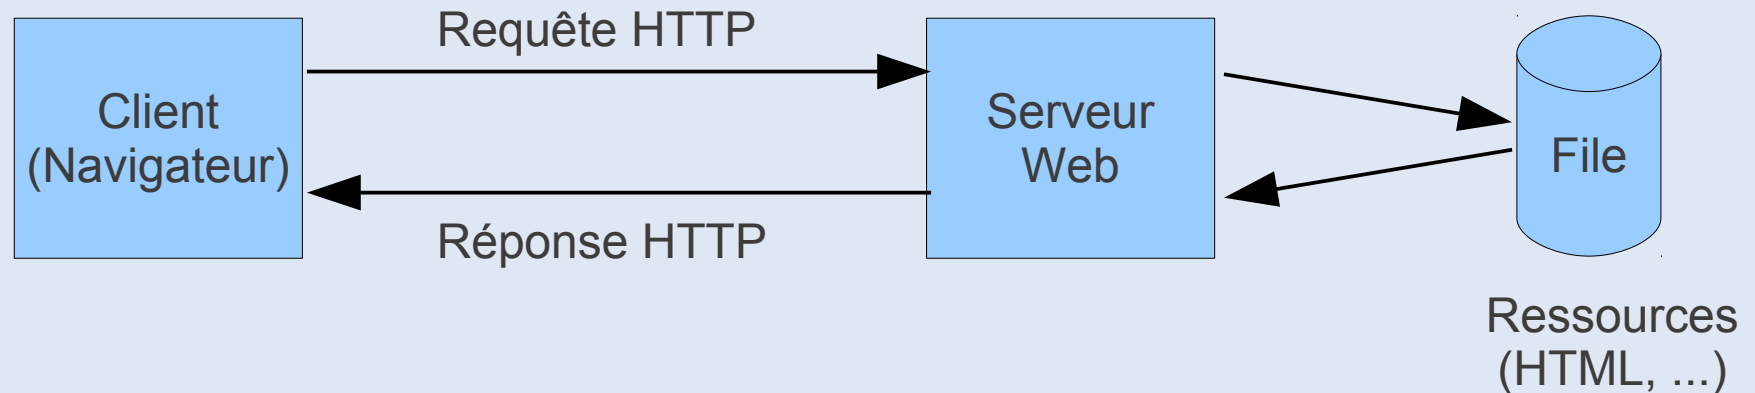 Requête HTTP
Client
(Navigateur)
Réponse HTTP
Serveur
Web
File
Ressources
(HTML, ...)